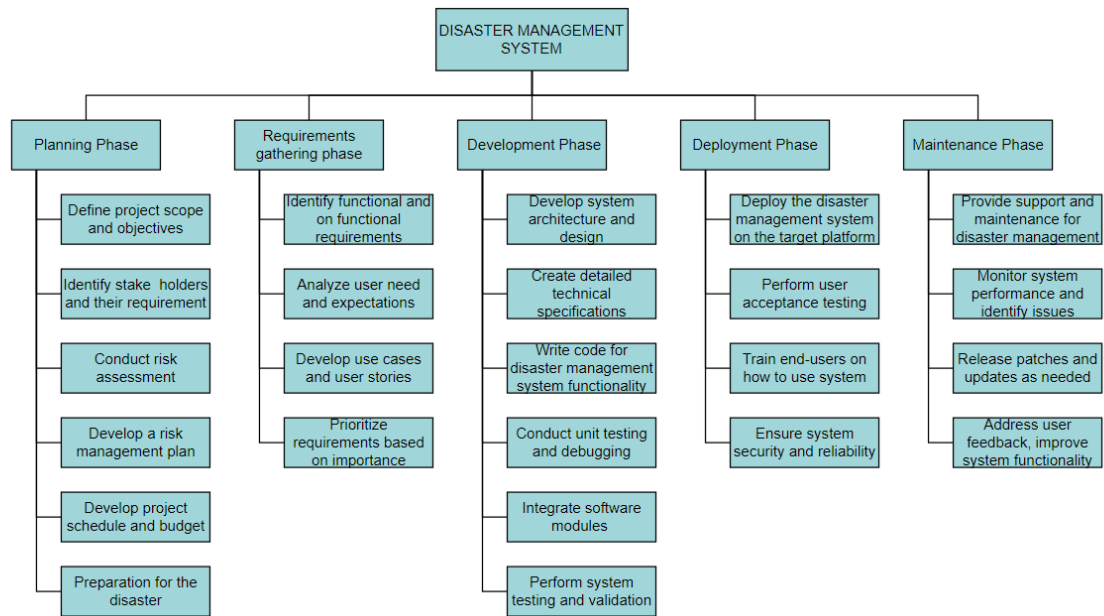 DISASTER MANAGEMENT
SYSTEM
Planning Phase
Requirements
gathering phase
Development Phase
Deployment Phase
Maintenance Phase
Define project scope
and objectives
Identify stake holders
and their requirement
Conduct risk
assessment
Develop a risk
management plan
Develop project
schedule and budget
Preparation for the
disaster
Identify functional and
on functional
requirements
Analyze user need
and expectations
Develop use cases
and user stories
Prioritize
requirements based
on importance
Develop system
architecture and
design
Create detailed
technical
specifications
Write code for
disaster management
system functionality
Conduct unit testing
and debugging
Integrate software
modules
Perform system
testing and validation
Deploy the disaster
management system
on the target platform
Perform user
acceptance testing
Train end-users on
how to use system
Ensure system
security and reliability
Provide support and
maintenance for
disaster management
Monitor system
performance and
identify issues
Release patches and
updates as needed
Address user
feedback, improve
system functionality